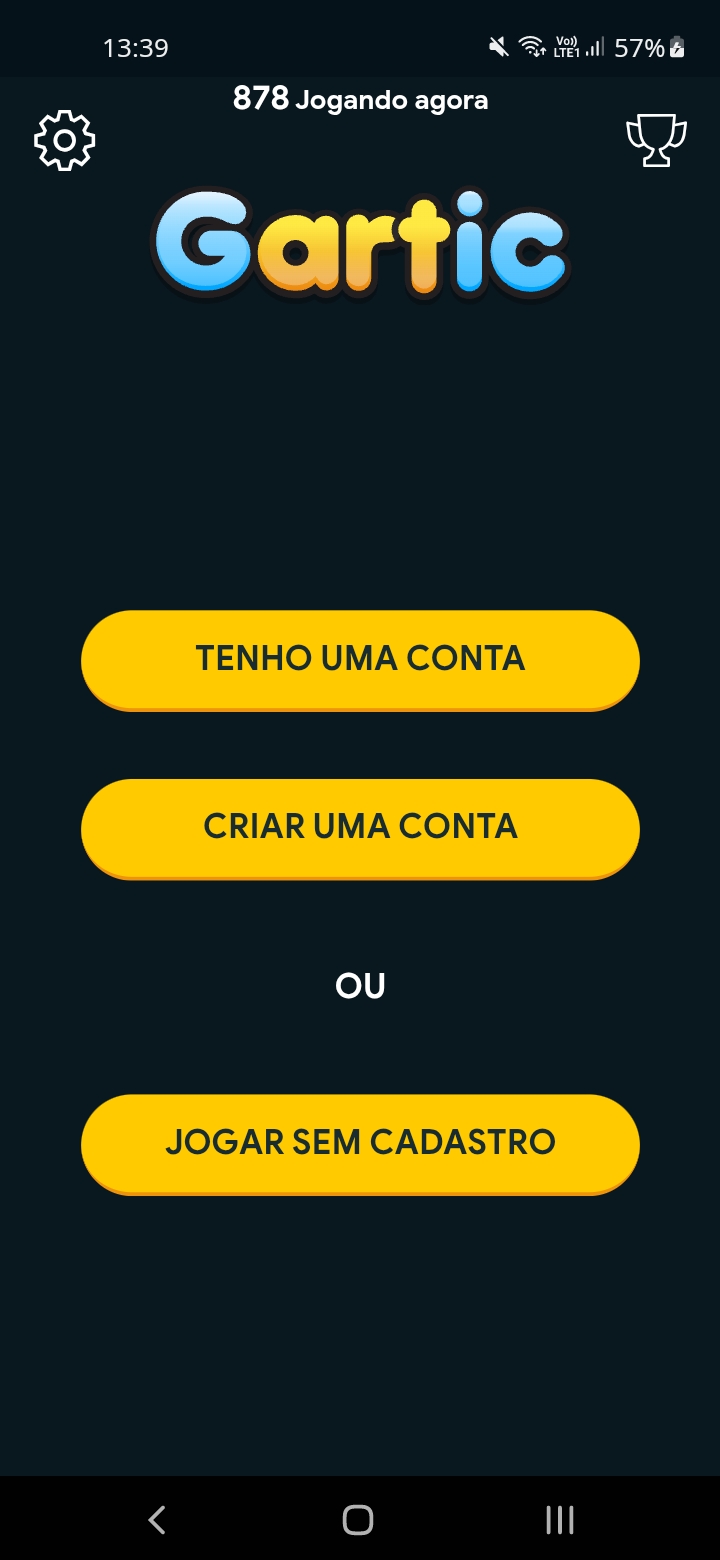 13:39
Vo))
LTE1
57%
878 Jogando agora
Gartic
TENHO UMA CONTA
CRIAR UMA CONTA
OU
JOGAR SEM CADASTRO